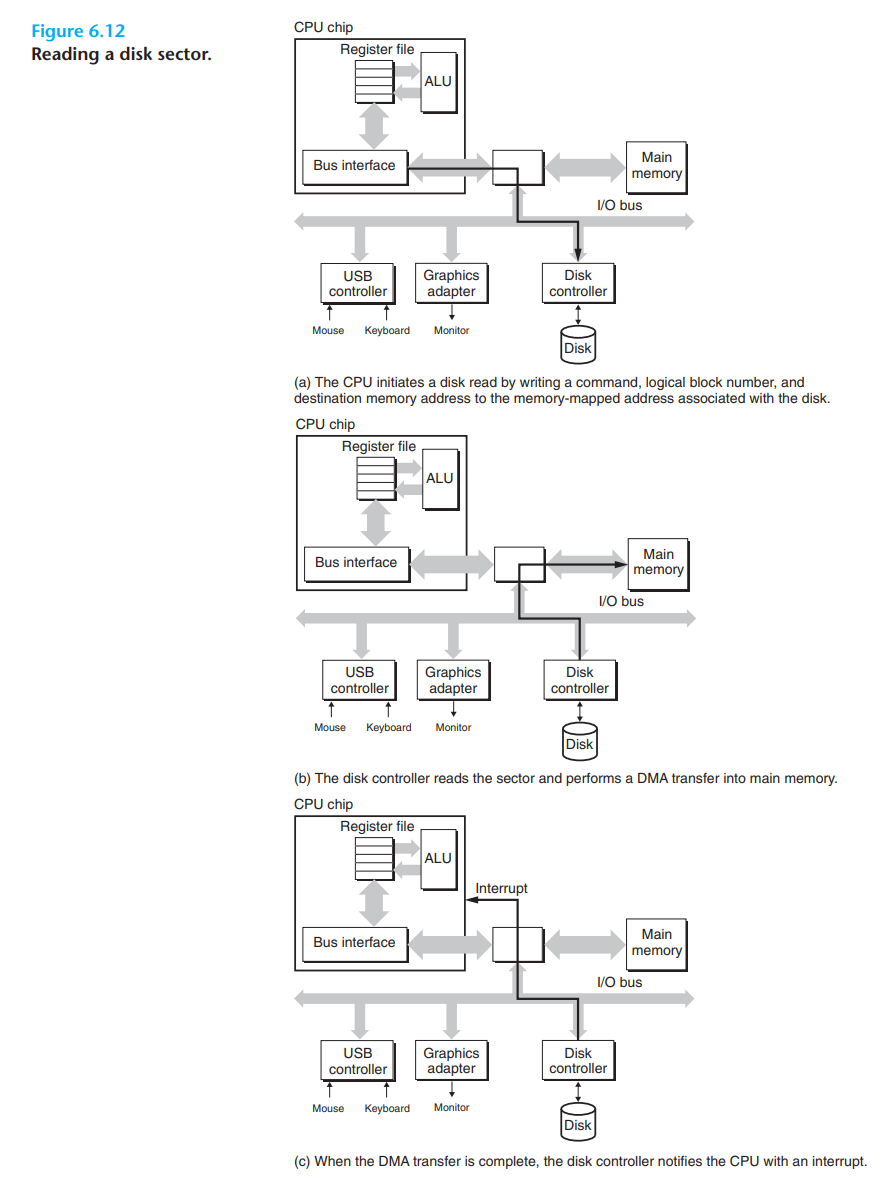 Figure 6.12
Reading a disk sector.
CPU chip
Register file
ALU
Bus interface
Main
memory
I/O bus
USB
controller
Graphics
adapter
Disk
controller
Mouse
Keyboard
Monitor
Disk
(a) The CPU initiates a disk read by writing a command, logical block number, and
destination memory address to the memory-mapped address associated with the disk.
CPU chip
Register file
ALU
Bus interface
Main
memory
I/O bus
USB
controller
Graphics
adapter
Disk
controller
Mouse
Keyboard
Monitor
Disk
(b) The disk controller reads the sector and performs a DMA transfer into main memory.
CPU chip
Register file
ALU
Interrupt
Bus interface
Main
memory
I/O bus
USB
controller
Graphics
adapter
Disk
controller
Mouse
Keyboard
Monitor
Disk
(c) When the DMA transfer is complete, the disk controller notifies the CPU with an interrupt.